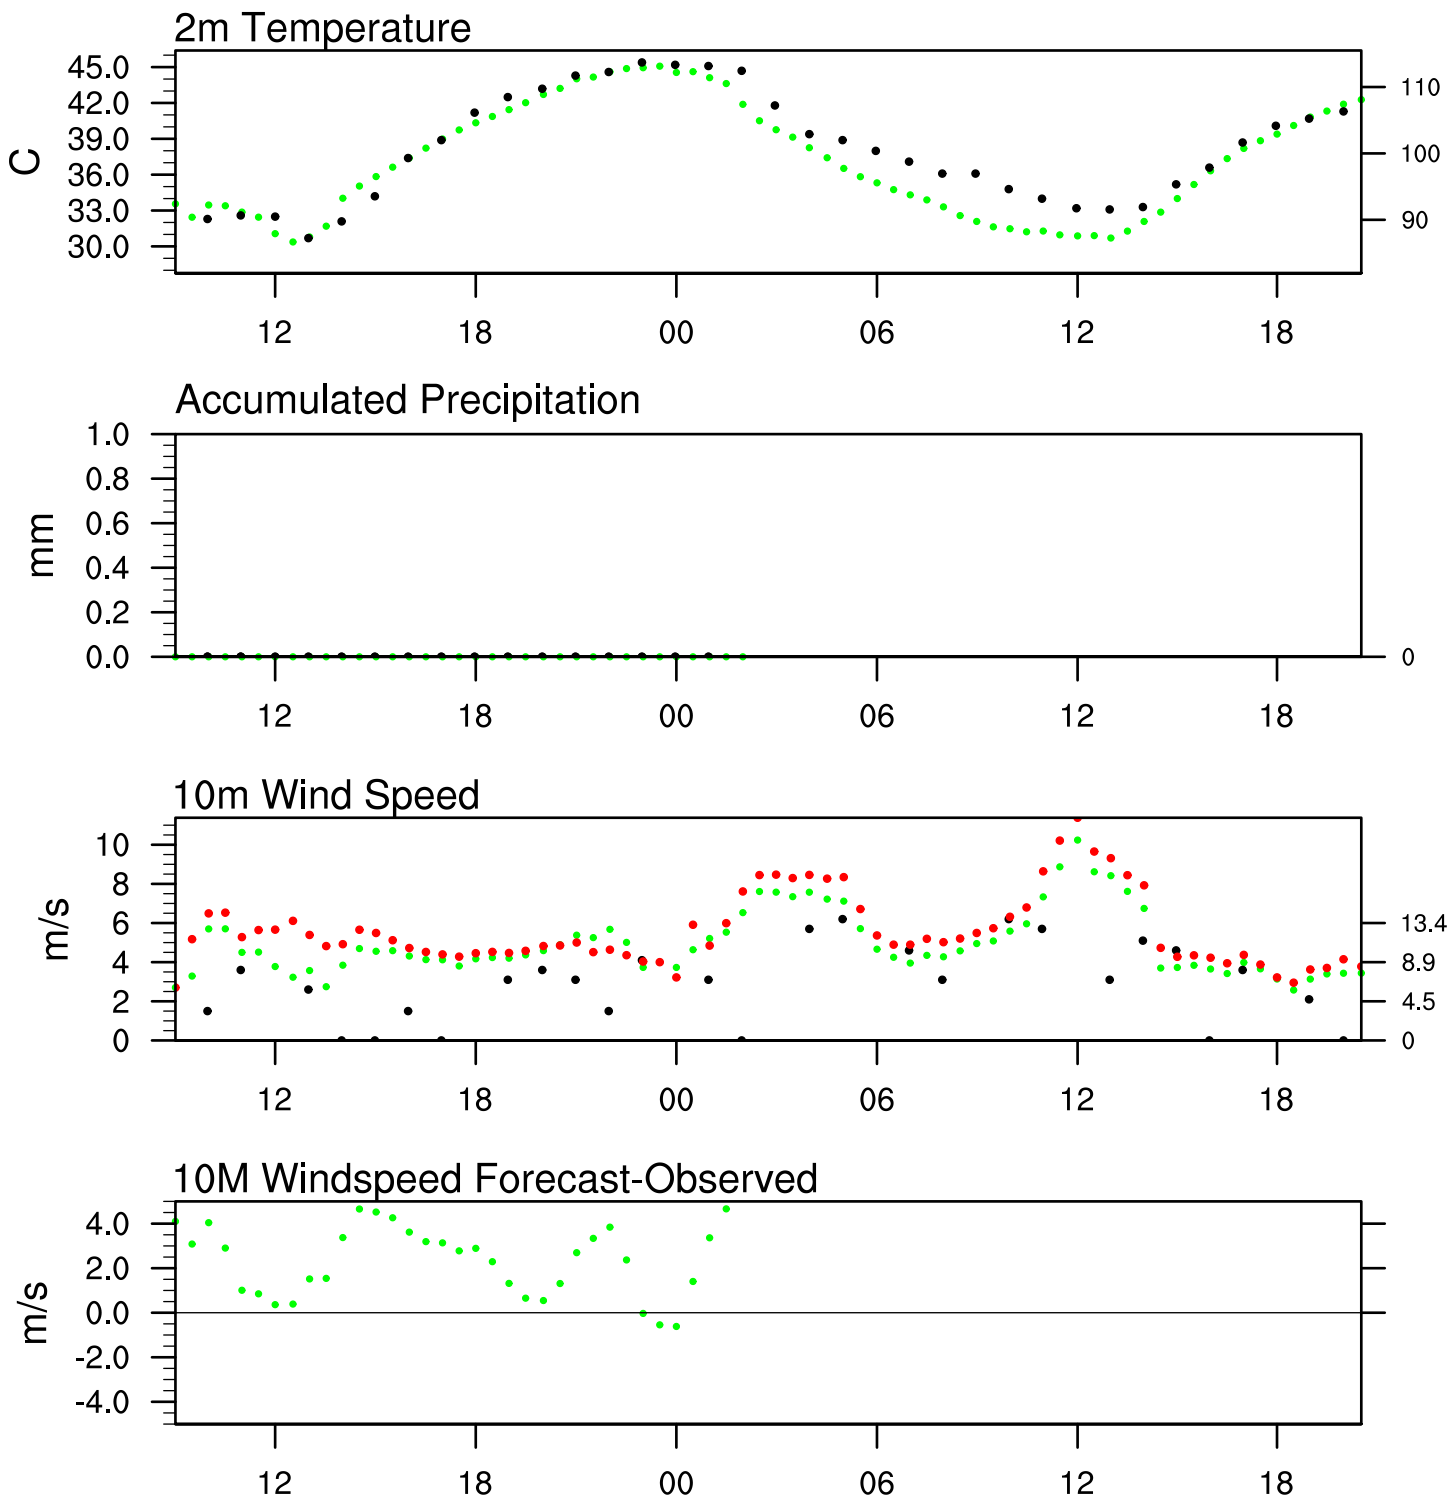 2m Temperature
45.0
42.0
39.0
36.0
33.0
30.0
C
110
100
90
12 18 00 06 12 18
Accumulated Precipitation
1.0
0.8
0.6
0.4
0.2
0.0
mm
0
12 18 00 06 12 18
10m Wind Speed
10
8
6
4
2
0
m/s
13.4
8.9
4.5
0
12 18 00 06 12 18
10M Windspeed Forecast-Observed
4.0
2.0
0.0
-2.0
-4.0
m/s
12 18 00 06 12 18